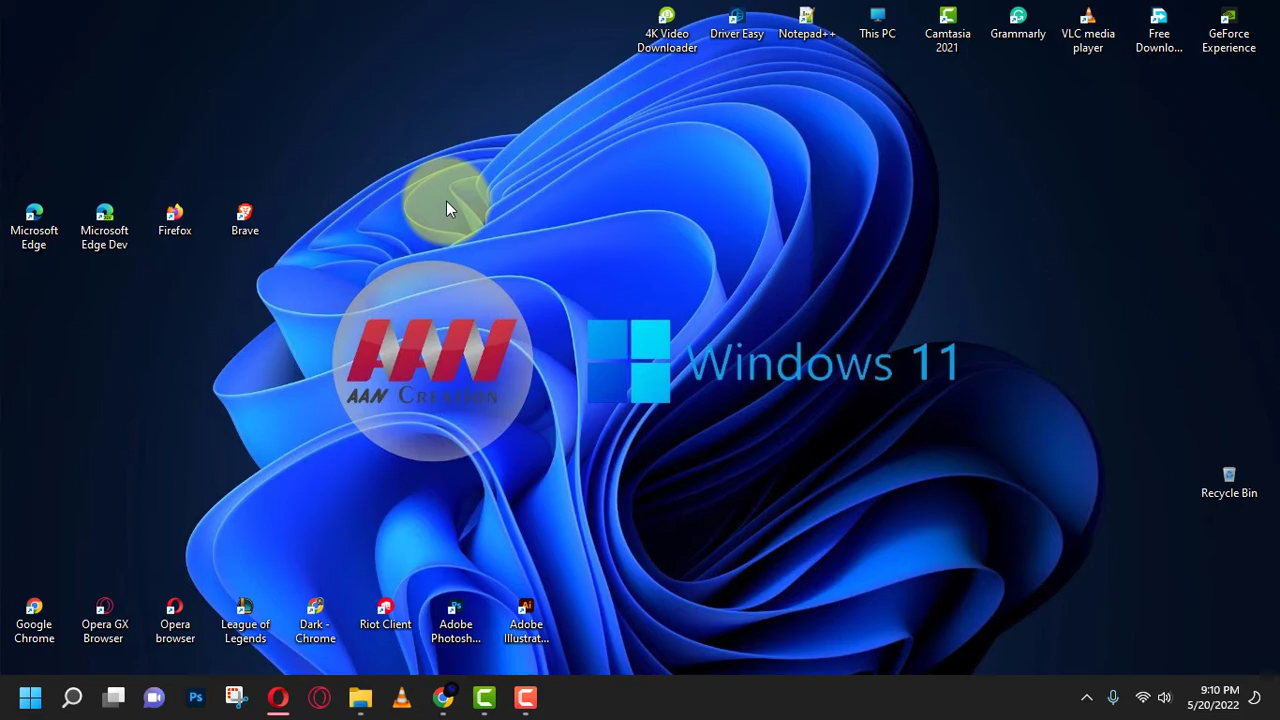 4K Video
Downloader
Driver Easy
Notepad++
This PC
Camtasia
2021
Grammarly
VLC media
player
Free
Downlo...
GeForce
Experience
Microsoft
Edge
Microsoft
Edge Dev
Firefox
Brave
AAN
AAN Creation
Windows 11
Recycle Bin
Google
Chrome
Opera GX
Browser
Opera
browser
League of
Legends
Dark -
Chrome
Riot Client
Adobe
Photosh...
Adobe
Illustrat...
9:10 PM
5/20/2022